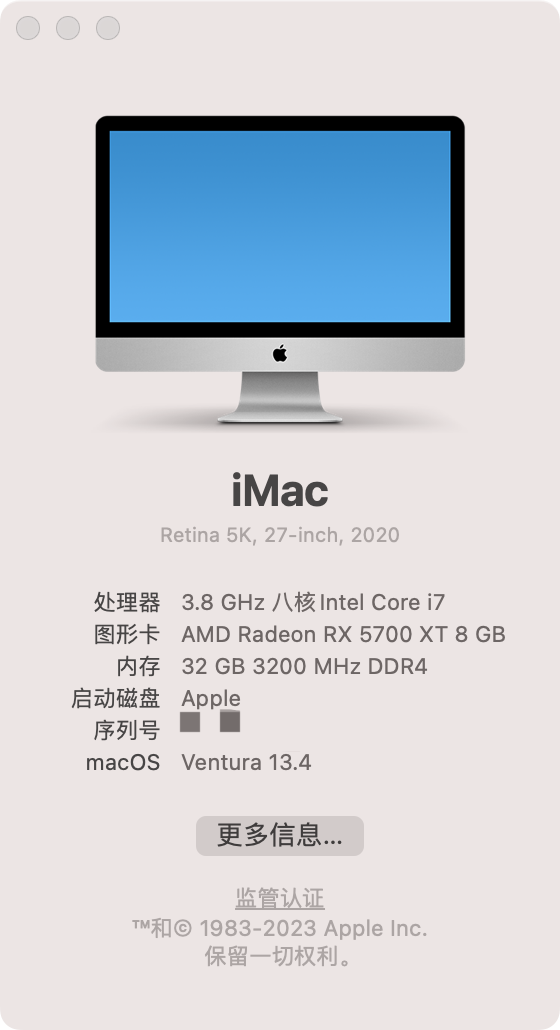 iMac
Retina 5K, 27-inch, 2020
处理器 3.8 GHz 八核Intel Core i7
图形卡 AMD Radeon RX 5700 XT 8 GB
内存 32 GB 3200 MHz DDR4
启动磁盘 Apple
序列号
macOS Ventura 13.4
更多信息...
监管认证
™和© 1983-2023 Apple Inc.
保留一切权利。